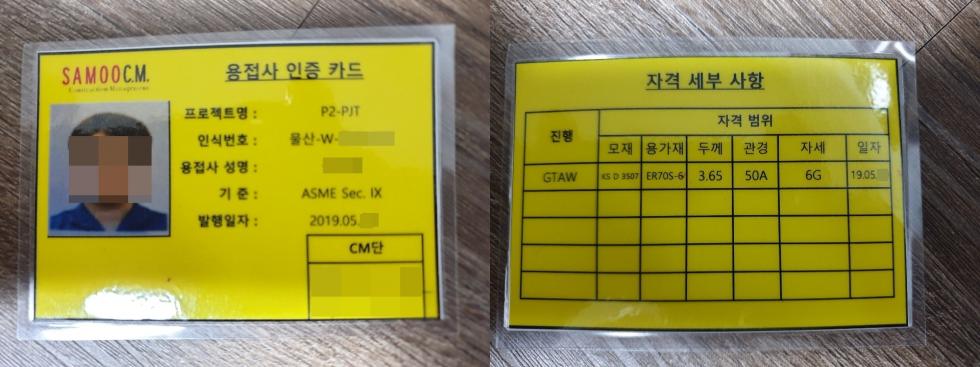 SAMOO C.M.
Construction Management
용접사 인증 카드
프로젝트명 : P2-PJT
인식번호 : 물산-W-
용접사 성명 :
기 준 : ASME Sec. IX
발행일자 : 2019.05.
CM단
자격 세부 사항
진행 자격 범위
모재 용가재 두께 관경 자세 일자
GTAW KS D 3507 ER70S-6 3.65 50A 6G 19.05.